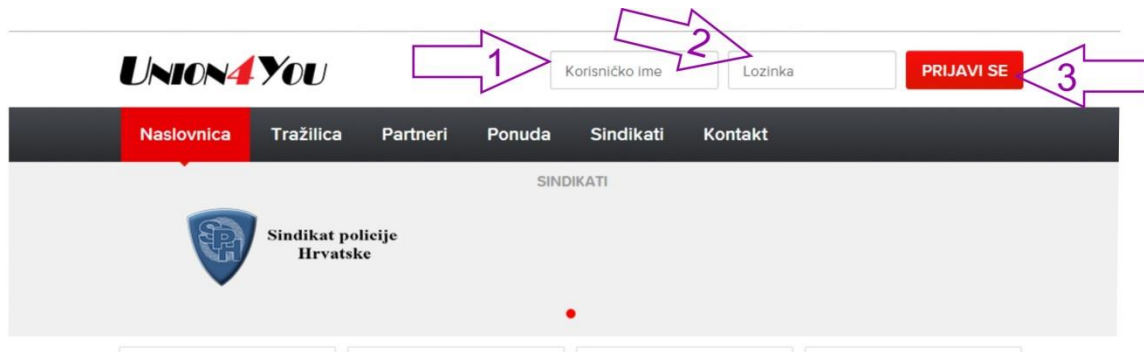 UNION4YOU
1
Korisničko ime
2
Lozinka
PRIJAVI SE
3
Naslovnica Tražilica Partneri Ponuda Sindikati Kontakt
SINDIKATI
SPH
Sindikat policije
Hrvatske